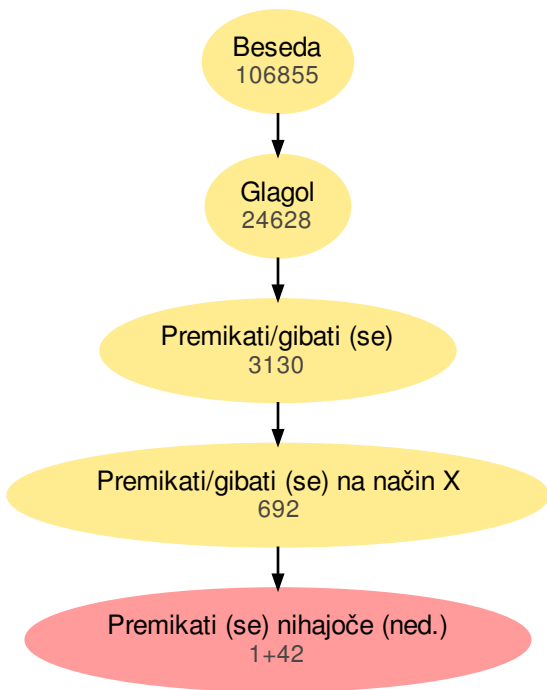 Beseda
106855
Glagol
24628
Premikati/gibati (se)
3130
Premikati/gibati (se) na način X
692
Premikati (se) nihajoče (ned.)
1+42